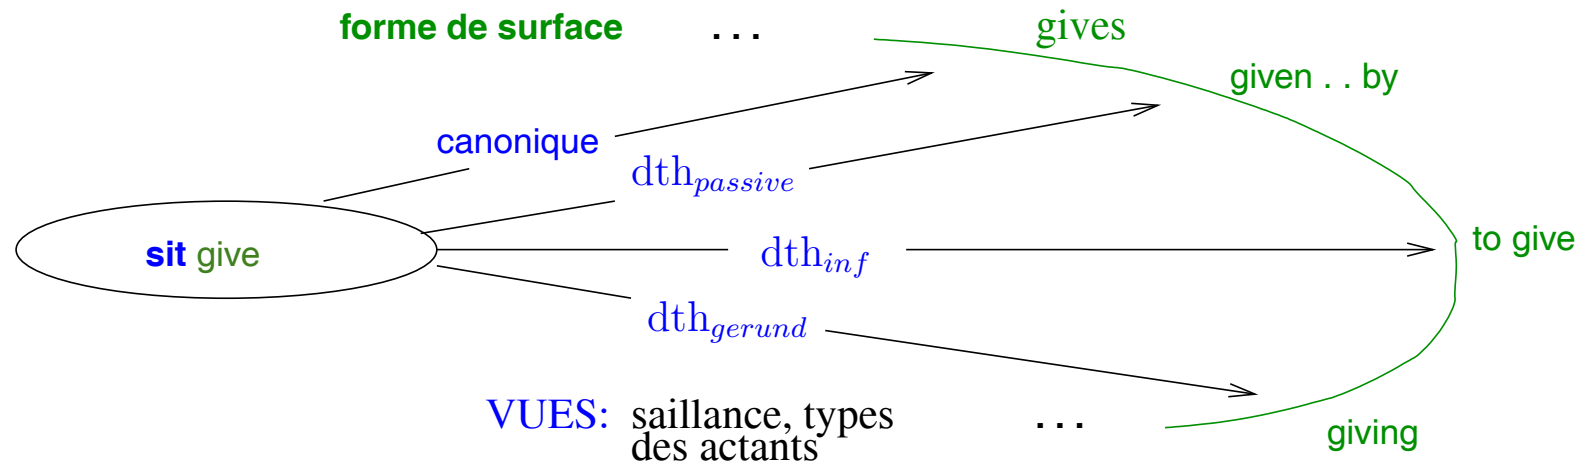 forme de surface ... gives
given . . by
canonique
dth_passive
sit give
dth_inf
to give
dth_gerund
VUES: saillance, types
des actants
...
giving